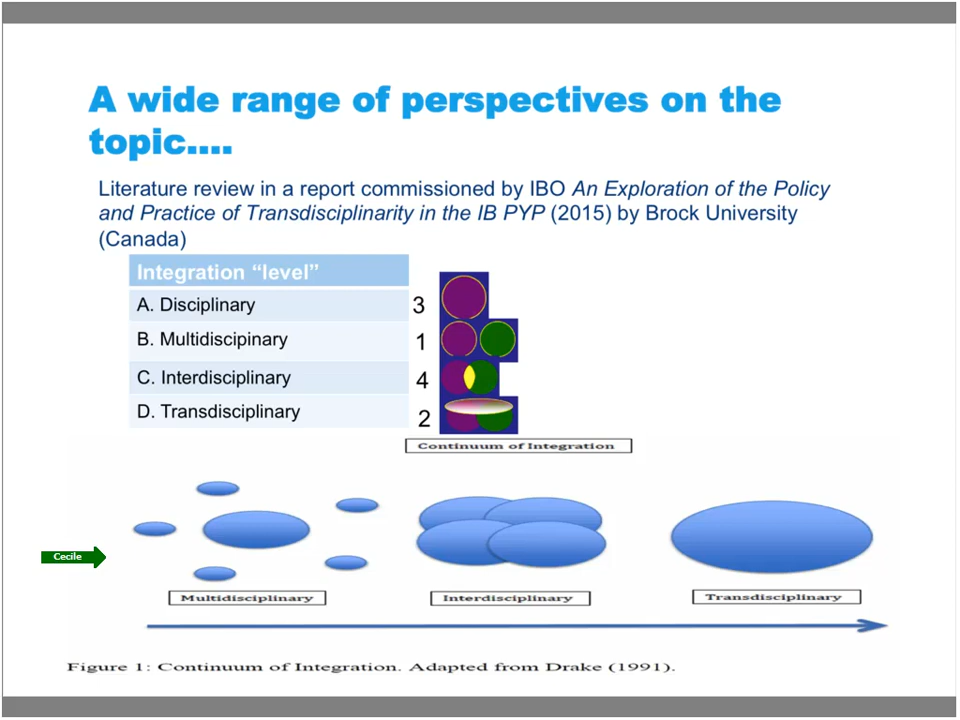 A wide range of perspectives on the
topic....
Literature review in a report commissioned by IBO An Exploration of the Policy
and Practice of Transdisciplinarity in the IB PYP (2015) by Brock University
(Canada)
Integration “level”
A. Disciplinary
3
B. Multidiscipinary
1
C. Interdisciplinary
4
D. Transdisciplinary
2
Continuum of Integration
Cecile
Multidisciplinary
Interdisciplinary
Transdisciplinary
Figure 1: Continuum of Integration. Adapted from Drake (1991).